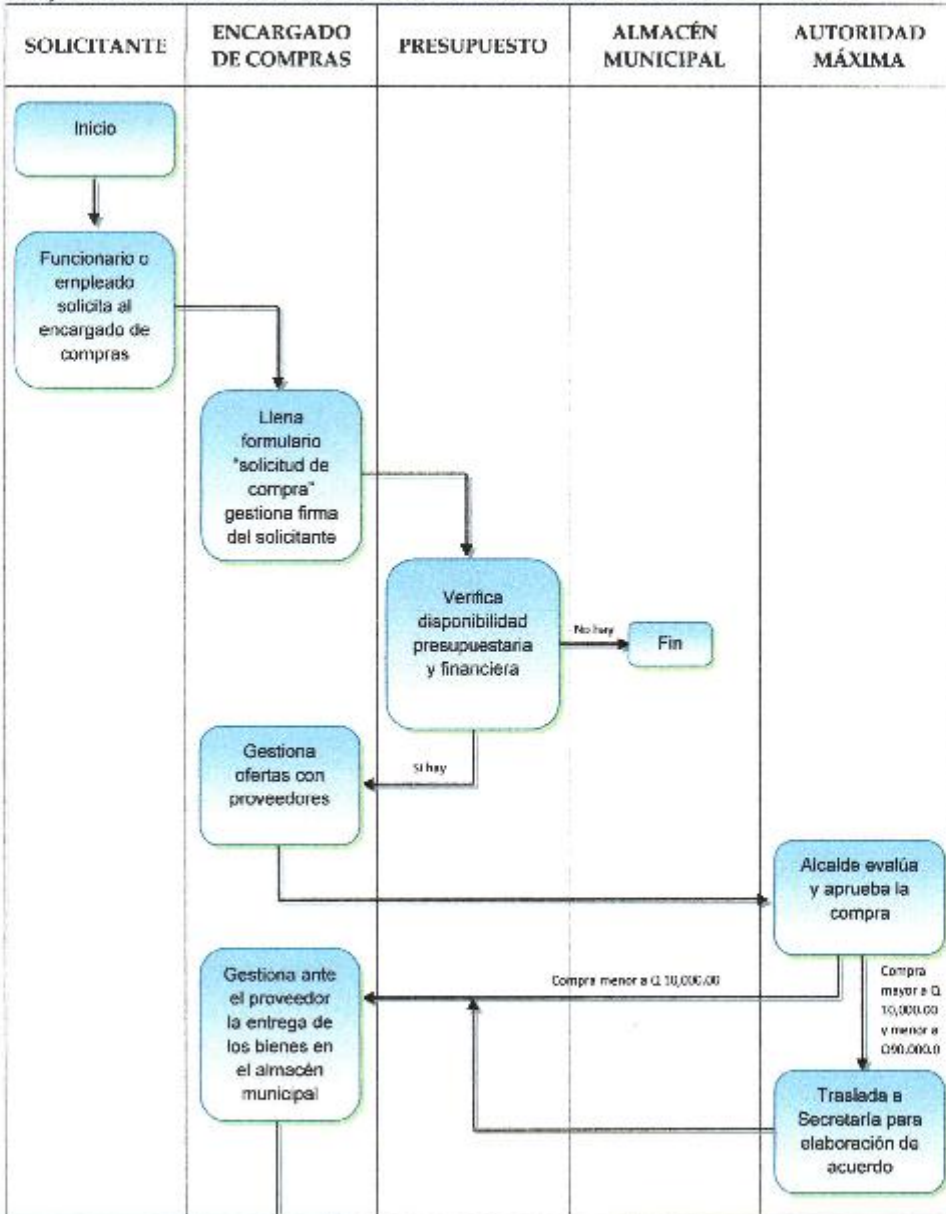 SOLICITANTE
ENCARGADO
DE COMPRAS
PRESUPUESTO
ALMACÉN
MUNICIPAL
AUTORIDAD
MÁXIMA
Inicio
Funcionario o
empleado
solicita al
encargado de
compras
Llena
formulario
"solicitud de
compra"
gestiona firma
del solicitante
Verifica
disponibilidad
presupuestaria
y financiera
No hay
Fin
Si hay
Gestiona
ofertas con
proveedores
Alcalde evalúa
y aprueba la
compra
Compra menor a Q 10,000.00
Compra
mayor a Q
10,000.00
y menor a
Q90,000.0
Gestiona ante
el proveedor
la entrega de
los bienes en
el almacén
municipal
Traslada a
Secretaría para
elaboración de
acuerdo